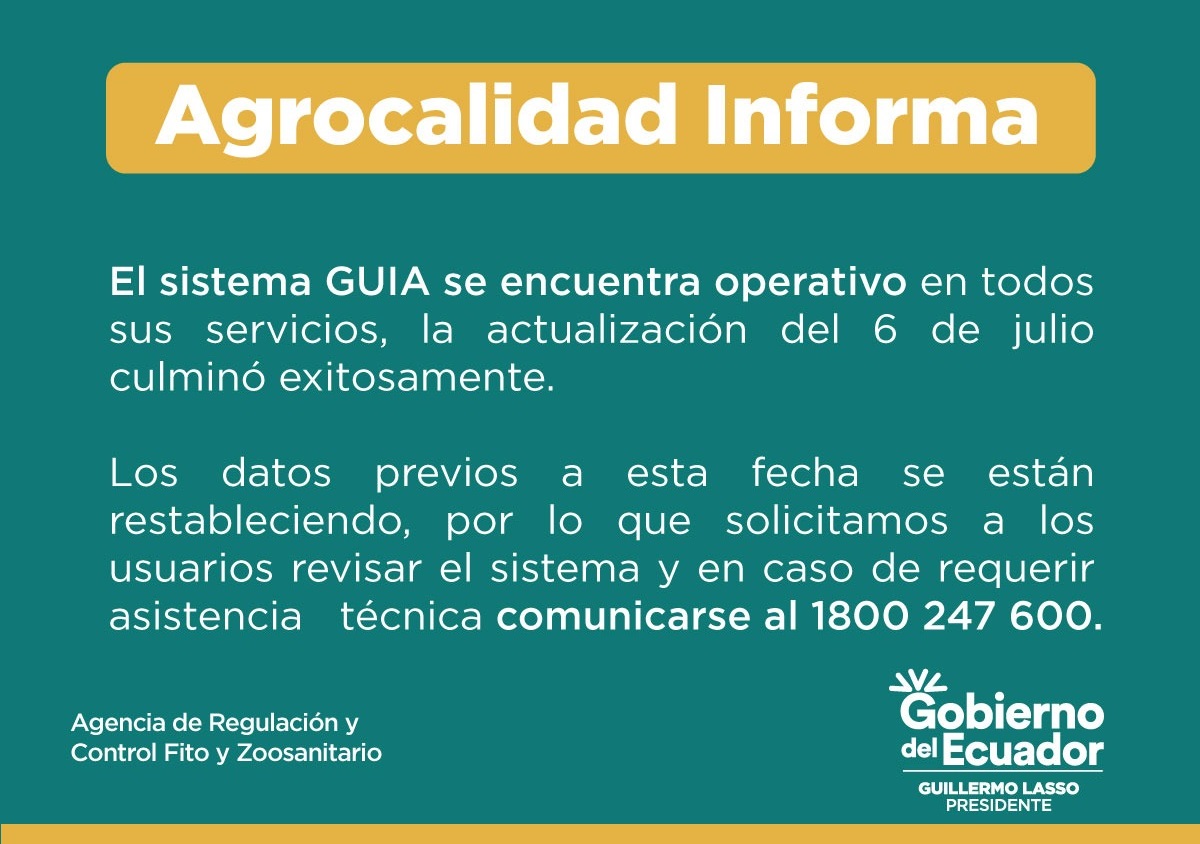 Agrocalidad Informa
El sistema GUIA se encuentra operativo en todos
sus servicios, la actualización del 6 de julio
culminó exitosamente.
Los datos previos a esta fecha se están
restableciendo, por lo que solicitamos a los
usuarios revisar el sistema y en caso de requerir
asistencia técnica comunicarse al 1800 247 600.
Agencia de Regulación y
Control Fito y Zoosanitario
Gobierno
del Ecuador
GUILLERMO LASSO
PRESIDENTE